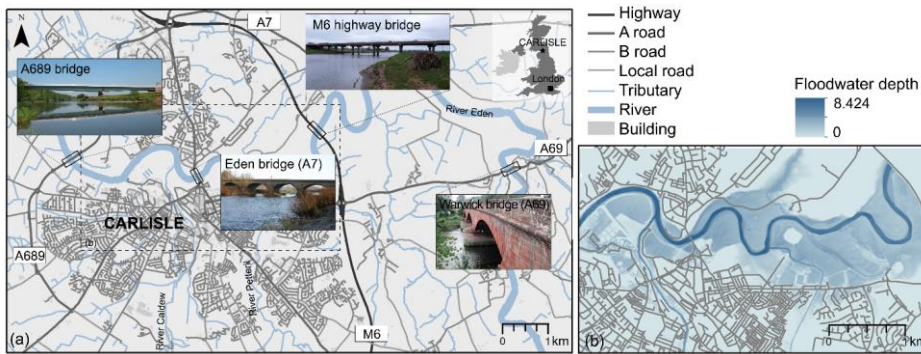 N
A7
M6 highway bridge
CARLISLE
London
A689 bridge
River Eden
A69
Eden bridge (A7)
Warwick bridge (A69)
CARLISLE
A689
River Caldew
River Petteril
M6
(a)
0
1km
Highway
A road
B road
Local road
Tributary
River
Building
Floodwater depth
8.424
0
(b)
0
1 km